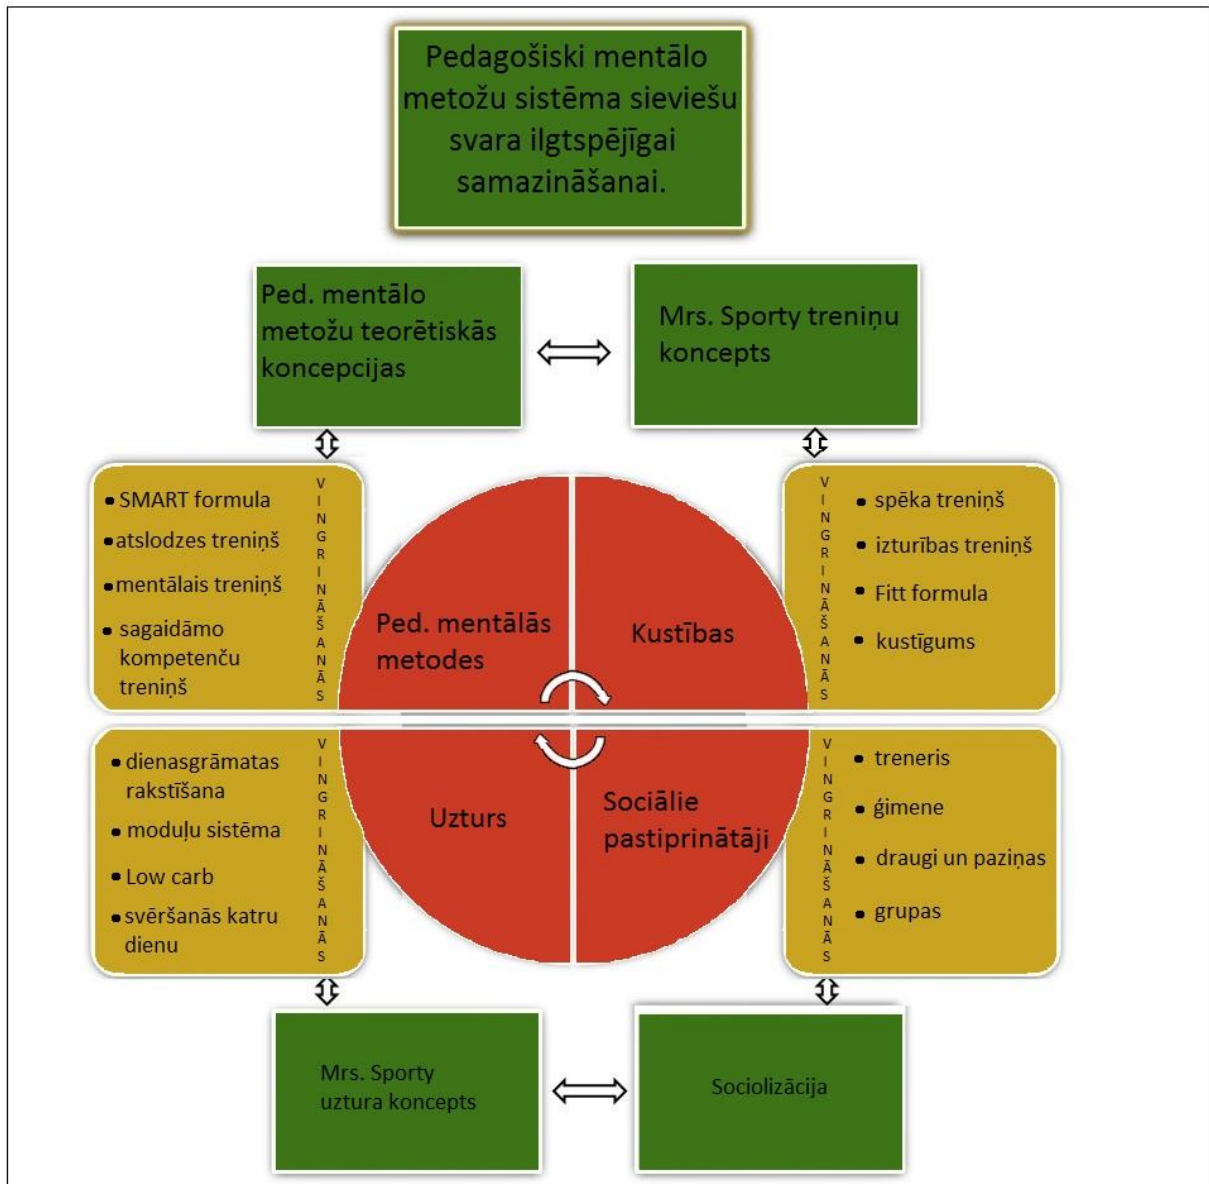 Pedagošiski mentālo
metožu sistēma sieviešu
svara ilgtspējīgai
samazināšanai.
Ped. mentālo
metožu teorētiskās
koncepcijas
Mrs. Sporty treniņu
koncepts
• SMART formula
• atslodzes treniņš
• mentālais treniņš
• sagaidāmo
kompetenču
treniņš
VINGRINĀŠANĀS
Ped. mentālās
metodes
Kustības
VINGRINĀŠANĀS
• spēka treniņš
• izturības treniņš
• Fitt formula
• kustīgums
• dienasgrāmatas
rakstīšana
• moduļu sistēma
• Low carb
• svēršanās katru
dienu
VINGRINĀŠANĀS
Uzturs
Sociālie
pastiprinātāji
VINGRINĀŠANĀS
• treneris
• ģimene
• draugi un paziņas
• grupas
Mrs. Sporty
uztura koncepts
Sociolizācija